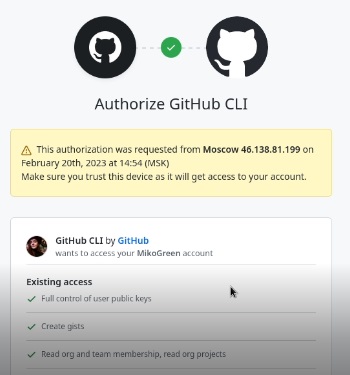 Authorize GitHub CLI
This authorization was requested from Moscow 46.138.81.199 on
February 20th, 2023 at 14:54 (MSK)
Make sure you trust this device as it will get access to your account.
GitHub CLI by GitHub
wants to access your MikoGreen account
Existing access
Full control of user public keys
Create gists
Read org and team membership, read org projects